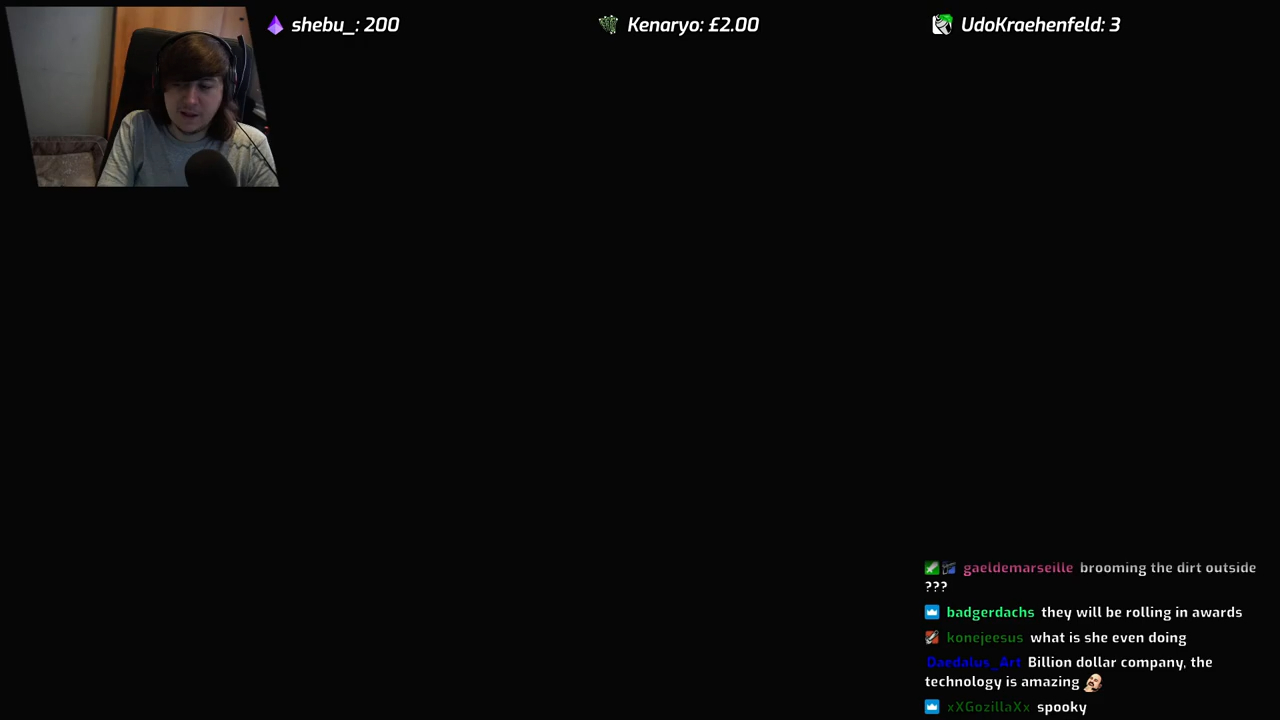 shebu_: 200
Kenaryo: £2.00
UdoKraehenfeld: 3
gaeldemarseille brooming the dirt outside
???
badgerdachs they will be rolling in awards
konejeesus what is she even doing
Daedalus_Art Billion dollar company, the
technology is amazing
xXGozillaXx spooky